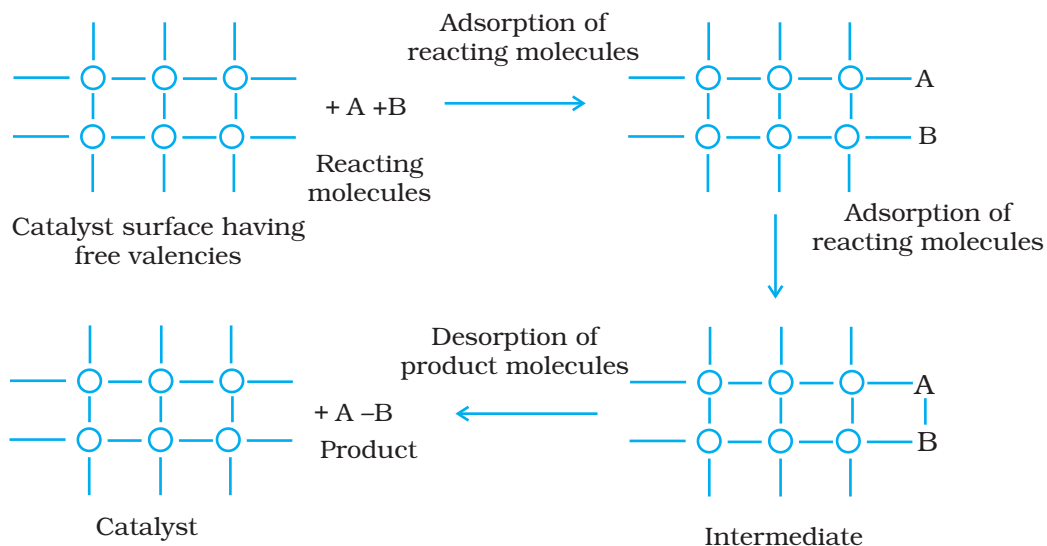 Adsorption of
reacting molecules
+ A +B
Reacting
molecules
A
B
Catalyst surface having
free valencies
Adsorption of
reacting molecules
Desorption of
product molecules
A
B
+ A –B
Product
Catalyst
Intermediate